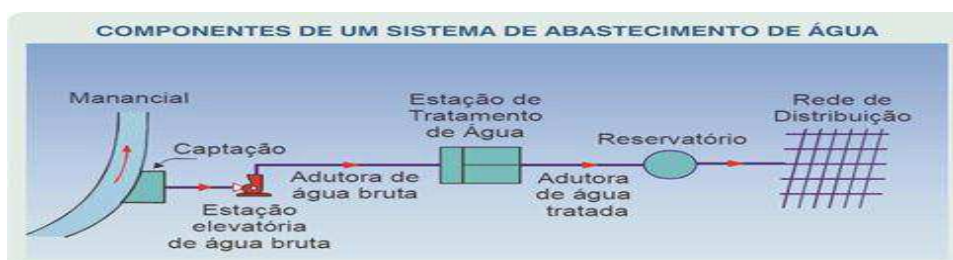 COMPONENTES DE UM SISTEMA DE ABASTECIMENTO DE ÁGUA
Manancial
Captação
Estação
elevatória
de água bruta
Adutora de
água bruta
Estação de
Tratamento
de Água
Adutora
de água
tratada
Reservatório
Rede de
Distribuição